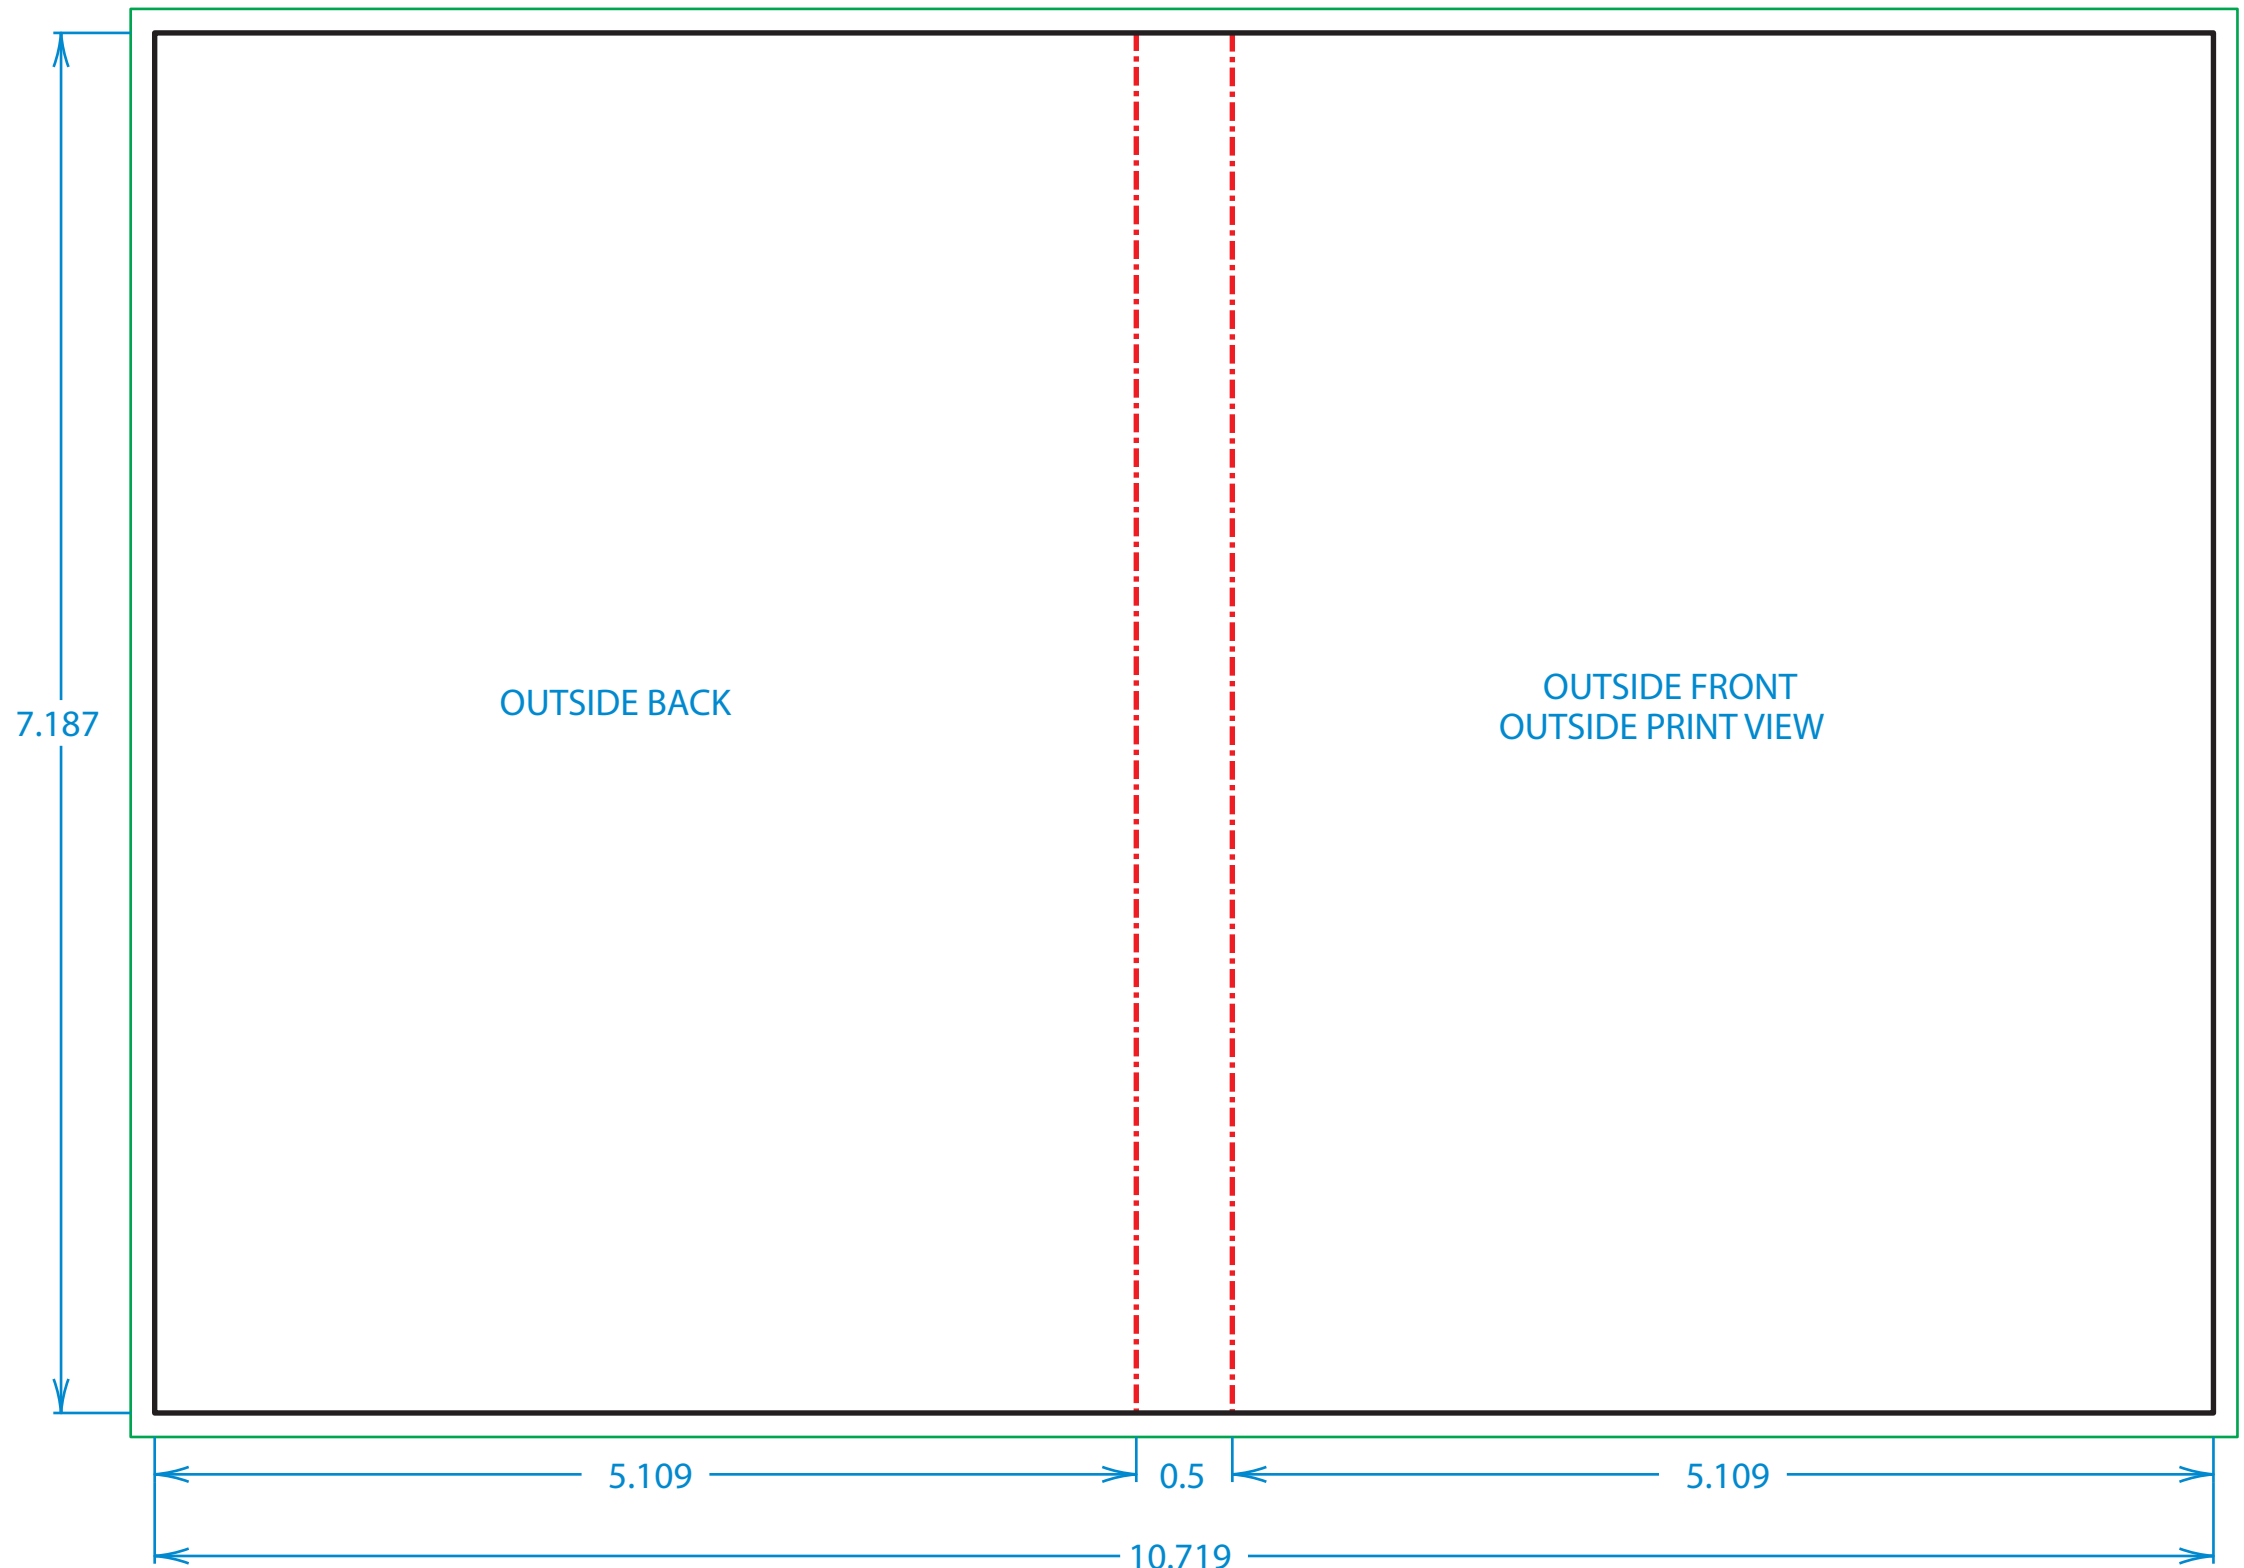 OUTSIDE BACK
OUTSIDE FRONT
OUTSIDE PRINT VIEW
7.187
5.109
0.5
5.109
10.719